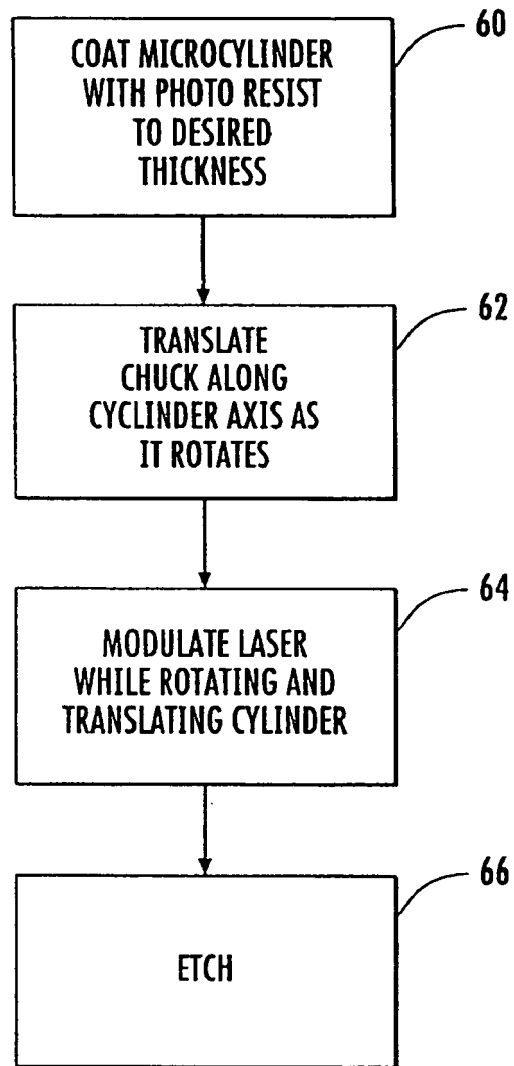 60
COAT MICROCYLINDER
WITH PHOTO RESIST
TO DESIRED
THICKNESS
62
TRANSLATE
CHUCK ALONG
CYCLINDER AXIS AS
IT ROTATES
64
MODULATE LASER
WHILE ROTATING AND
TRANSLATING CYLINDER
66
ETCH